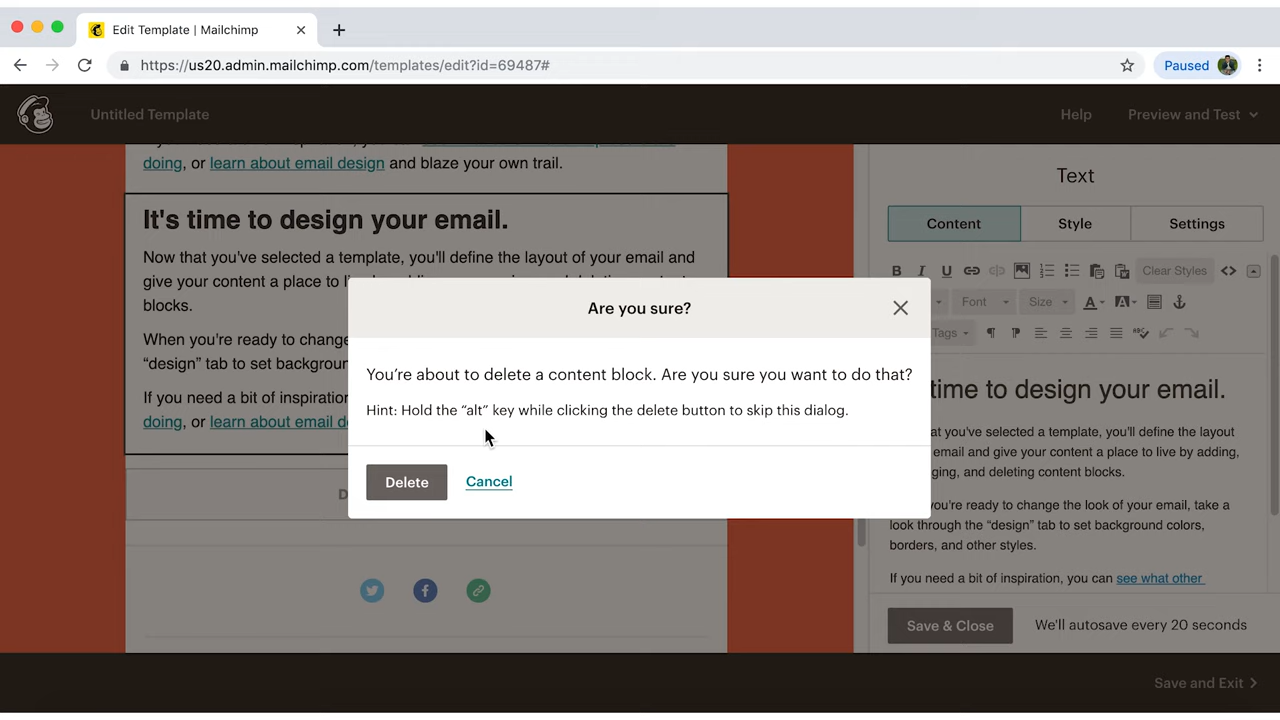 Edit Template | Mailchimp
https://us20.admin.mailchimp.com/templates/edit?id=69487#
Paused
Untitled Template
Help
Preview and Test
doing, or learn about email design and blaze your own trail.
It's time to design your email.
Now that you've selected a template, you'll define the layout of your email and
give your content a place to
blocks.
When you're ready to change
“design” tab to set
If you need a bit of inspiration
doing, or learn about email
Are you sure?
You’re about to delete a content block. Are you sure you want to do that?
Hint: Hold the “alt” key while clicking the delete button to skip this dialog.
Delete
Cancel
Text
Content
Style
Settings
B I U
Clear Styles
Font
Size
A
A
Tags
ABC
time to design your email.
at you've selected a template, you'll define the layout
email and give your content a place to live by adding,
ging, and deleting content blocks.
you're ready to change the look of your email, take a
look through the “design” tab to set background colors,
borders, and other styles.
If you need a bit of inspiration, you can see what other
Save & Close
We'll autosave every 20 seconds
Save and Exit